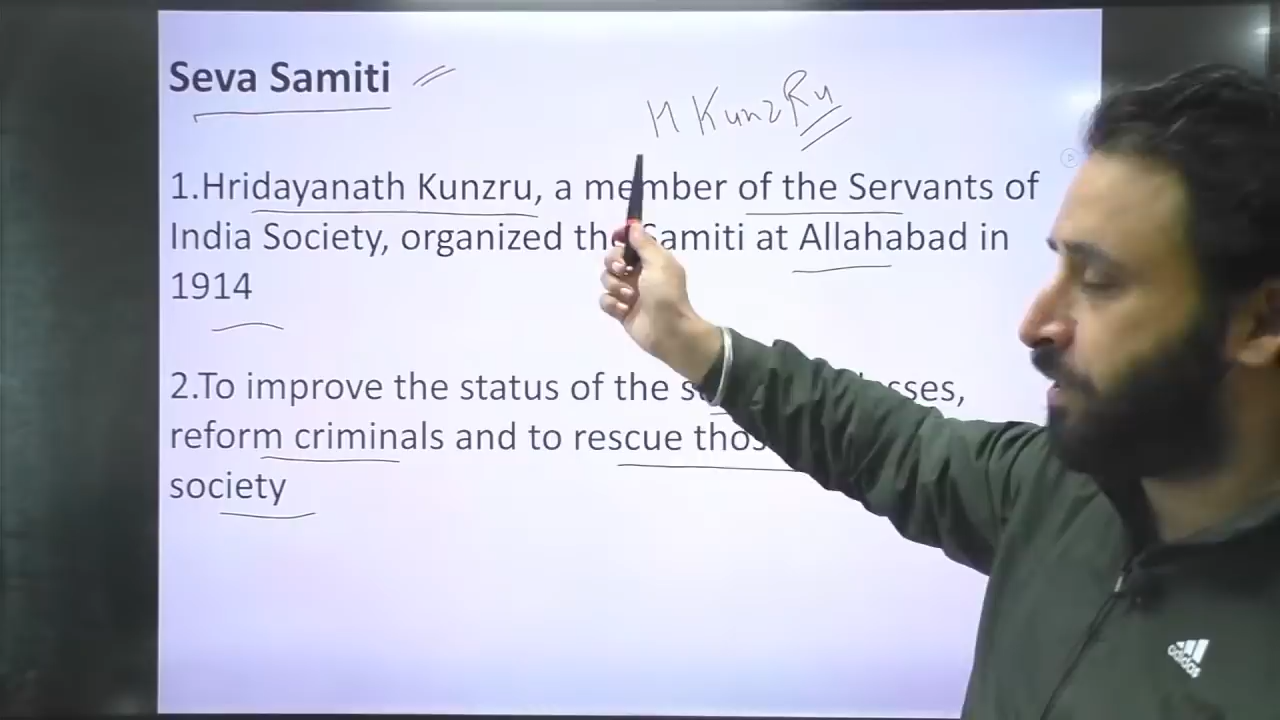 Seva Samiti
H KunzRu
1.Hridayanath Kunzru, a member of the Servants of
India Society, organized the Samiti at Allahabad in
1914
2.To improve the status of the
reform criminals and to rescue
society
adidas